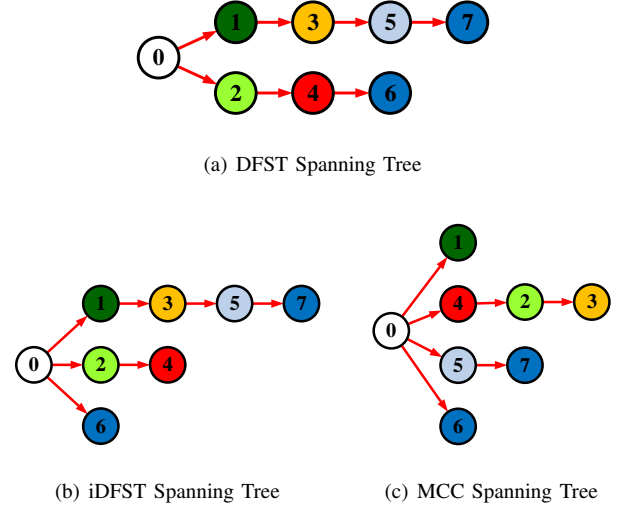 1 3 5 7
0
2 4 6
(a) DFST Spanning Tree
1 3 5 7
0 2 4
6
(b) iDFST Spanning Tree
1
4 2 3
0
5 7
6
(c) MCC Spanning Tree